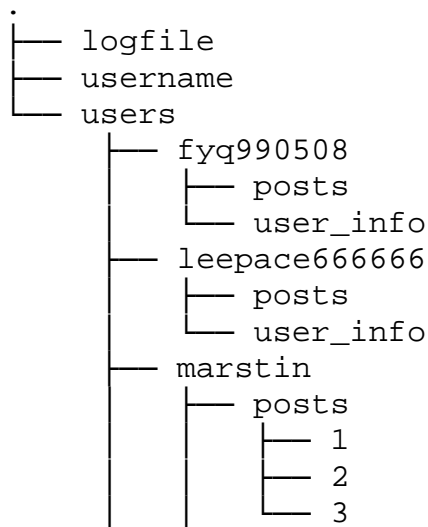 .
├── logfile
├── username
└── users
    ├── fyq990508
    │   ├── posts
    │   └── user_info
    ├── leepace666666
    │   ├── posts
    │   └── user_info
    ├── marstin
    │   ├── posts
    │   │   ├── 1
    │   │   ├── 2
    │   │   └── 3